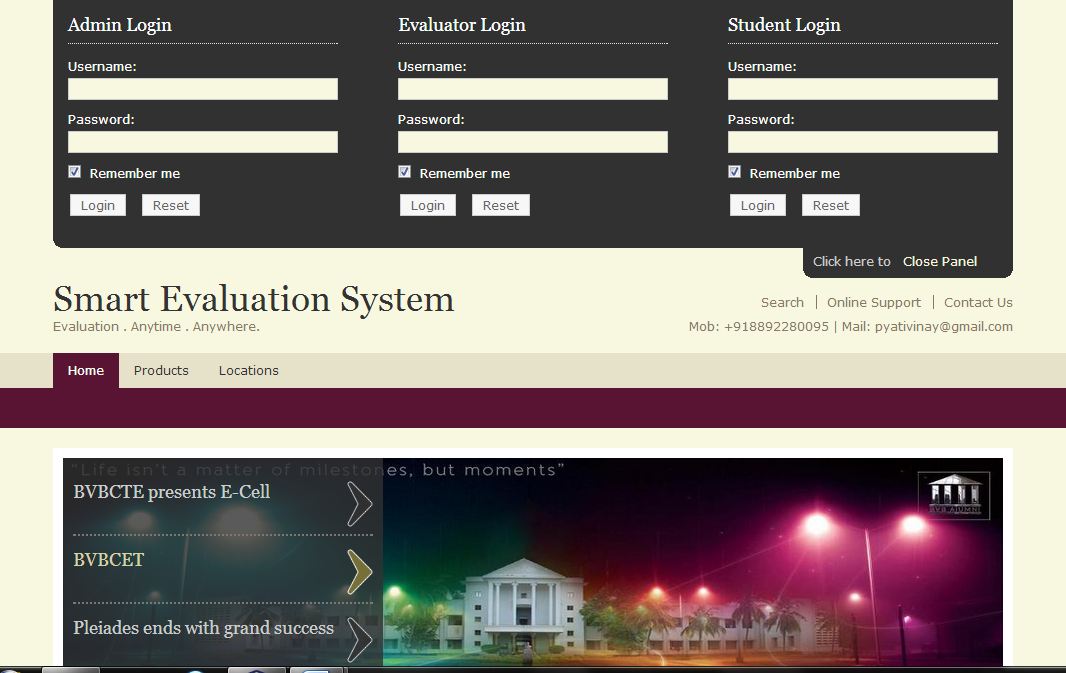 Admin Login
Username:
Password:
Remember me
Login Reset
Evaluator Login
Username:
Password:
Remember me
Login Reset
Student Login
Username:
Password:
Remember me
Login Reset
Click here to Close Panel
Smart Evaluation System
Evaluation . Anytime . Anywhere.
Search | Online Support | Contact Us
Mob: +918892280095 | Mail: pyativinay@gmail.com
Home Products Locations
“Life isn't a matter of milestones, but moments”
BVBCTE presents E-Cell
BVBCET
Pleiades ends with grand success
B.V.B ALUMNI